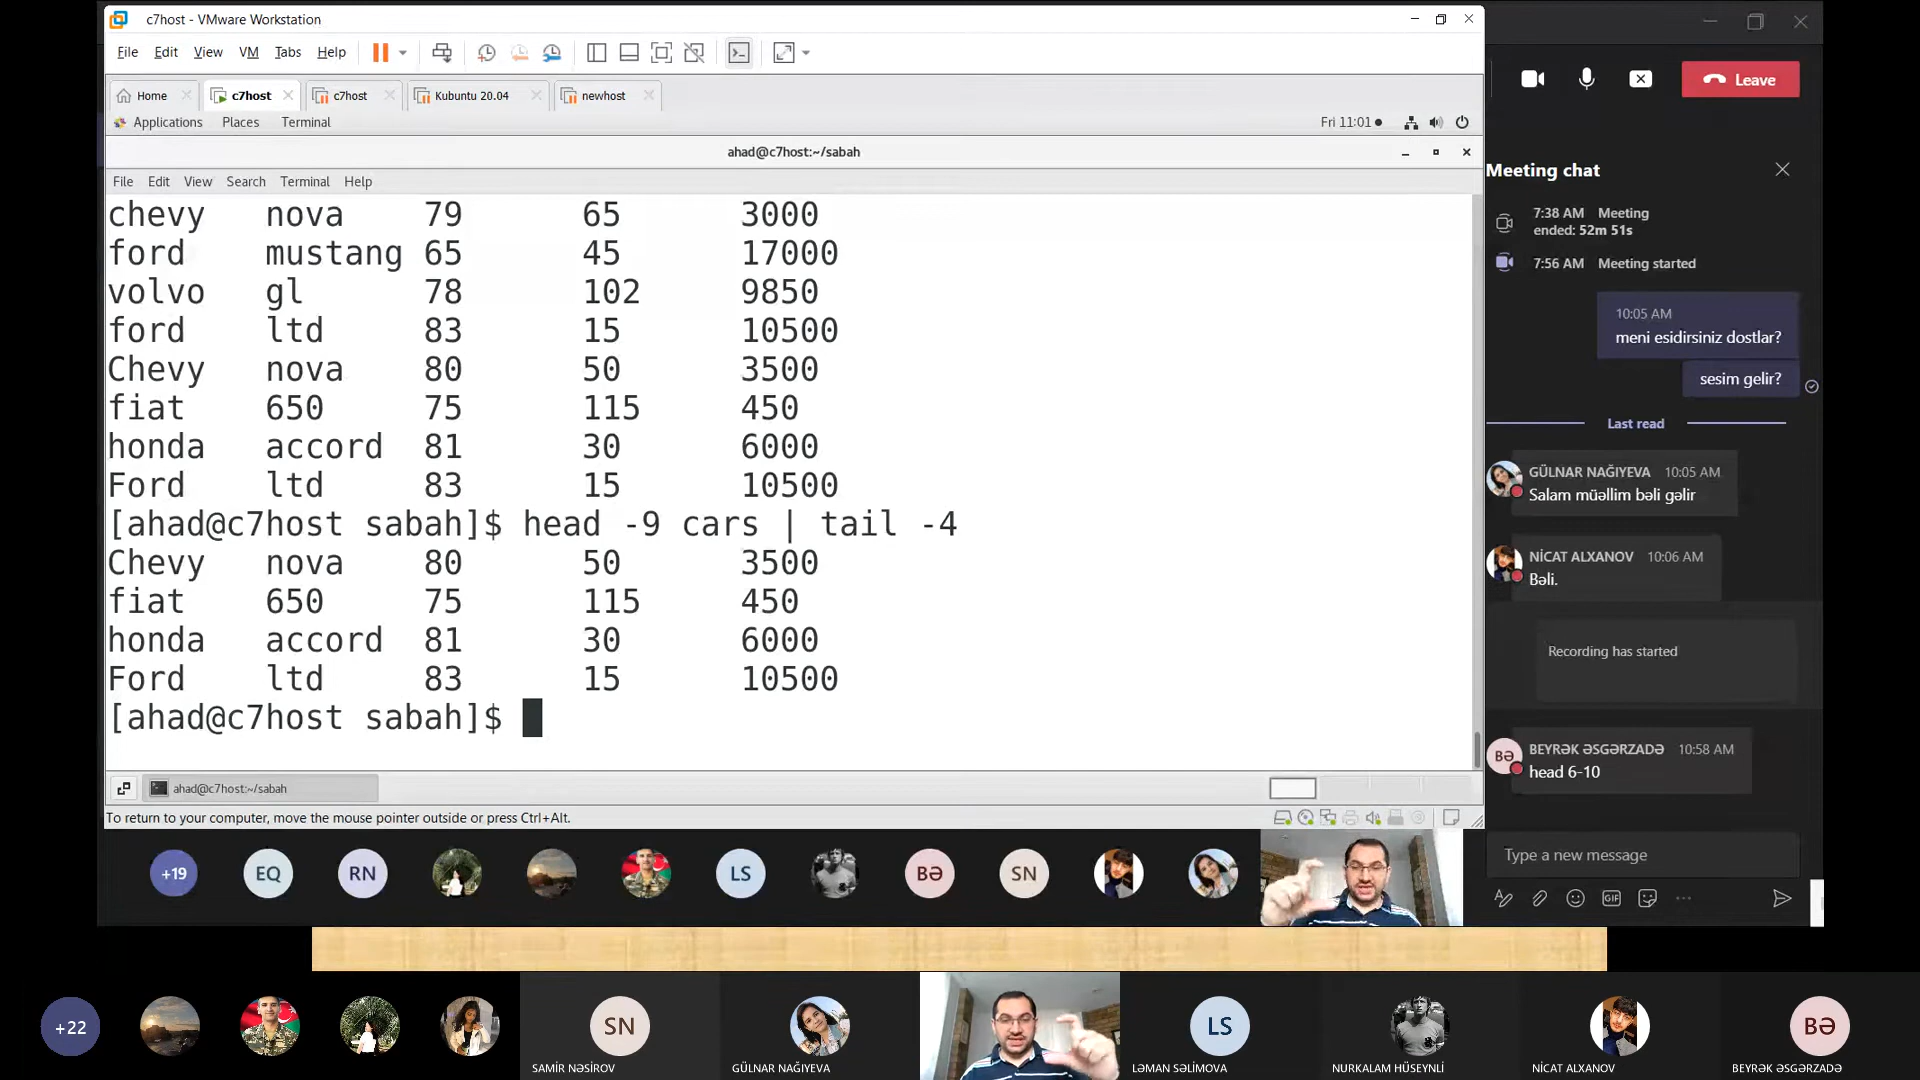 c7host - VMware Workstation
File Edit View VM Tabs Help
Home c7host c7host Kubuntu 20.04 newhost
Applications Places Terminal Fri 11:01
ahad@c7host:~/sabah
File Edit View Search Terminal Help
chevy nova 79 65 3000
ford mustang 65 45 17000
volvo gl 78 102 9850
ford ltd 83 15 10500
Chevy nova 80 50 3500
fiat 650 75 115 450
honda accord 81 30 6000
Ford ltd 83 15 10500
[ahad@c7host sabah]$ head -9 cars | tail -4
Chevy nova 80 50 3500
fiat 650 75 115 450
honda accord 81 30 6000
Ford ltd 83 15 10500
[ahad@c7host sabah]$
ahad@c7host:~/sabah
To return to your computer, move the mouse pointer outside or press Ctrl+Alt.
Leave
Meeting chat
7:38 AM Meeting
ended: 52m 51s
7:56 AM Meeting started
10:05 AM
meni esidirsiniz dostlar?
sesim gelir?
Last read
GÜLNAR NAĞIYEVA 10:05 AM
Salam müəllim bəli gəlir
NİCAT ALXANOV 10:06 AM
Bəli.
Recording has started
BƏ
BEYRƏK ƏSGƏRZADƏ 10:58 AM
head 6-10
Type a new message
GIF
+19 EQ RN LS BƏ SN
+22 SN LS BƏ
SAMİR NƏSİROV
GÜLNAR NAĞIYEVA
LƏMAN SƏLİMOVA
NURKALAM HÜSEYNLİ
NİCAT ALXANOV
BEYRƏK ƏSGƏRZADƏ